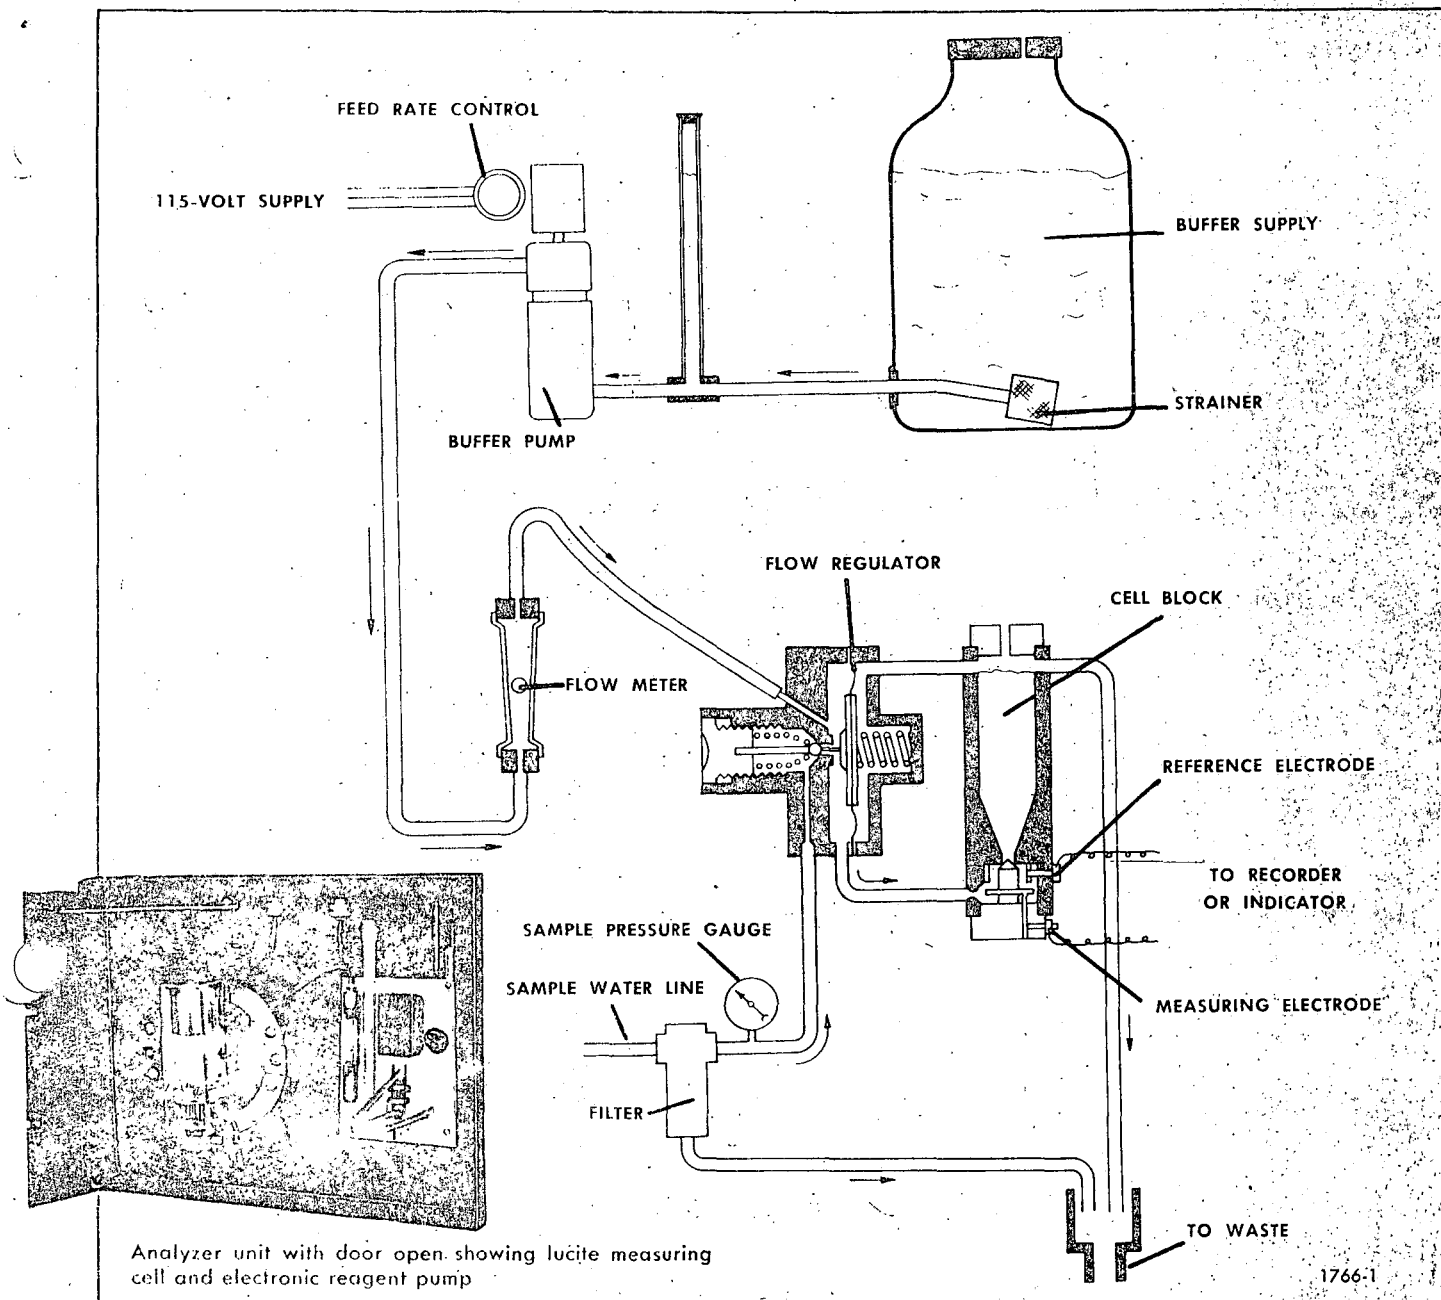 FEED RATE CONTROL
115-VOLT SUPPLY
BUFFER SUPPLY
STRAINER
BUFFER PUMP
FLOW REGULATOR
CELL BLOCK
FLOW METER
REFERENCE ELECTRODE
TO RECORDER
OR INDICATOR
SAMPLE PRESSURE GAUGE
SAMPLE WATER LINE
MEASURING ELECTRODE
FILTER
TO WASTE
Analyzer unit with door open showing lucite measuring
cell and electronic reagent pump
1766-1